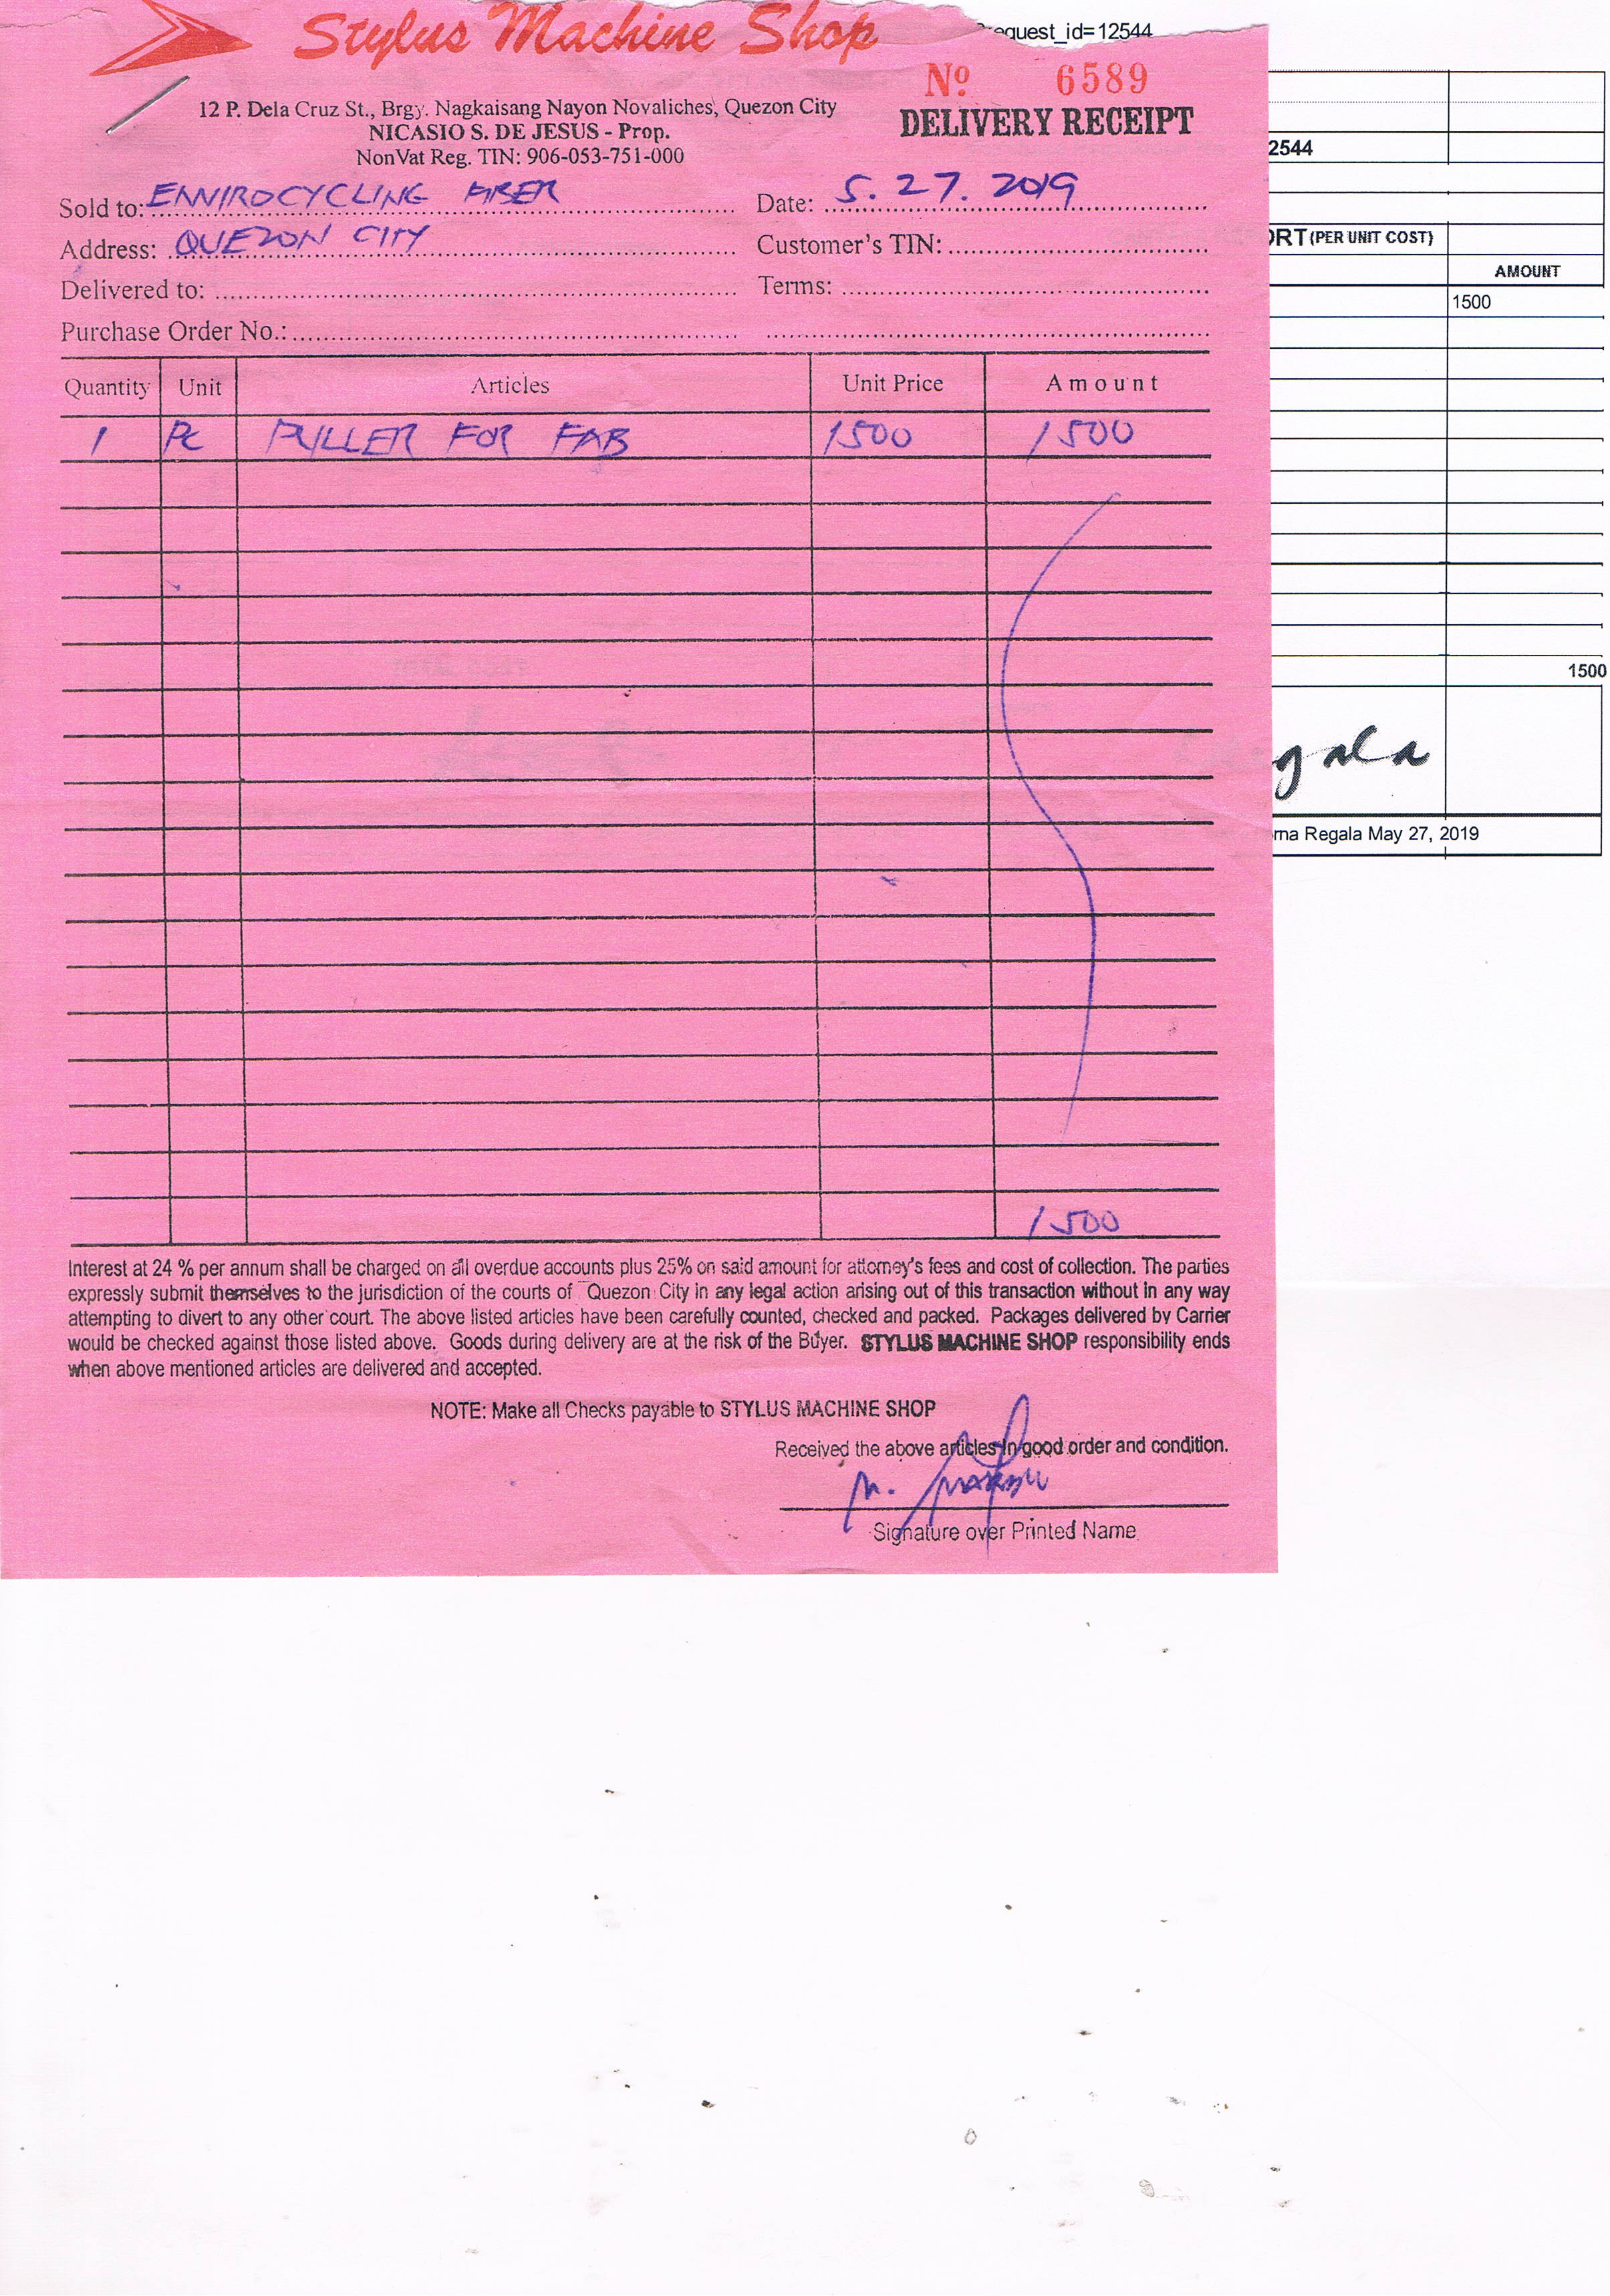 Stylus Machine Shop
equest_id=12544
Nº 6589
12 P. Dela Cruz St., Brgy. Nagkaisang Nayon Novaliches, Quezon City
DELIVERY RECEIPT
NICASIO S. DE JESUS - Prop.
NonVat Reg. TIN: 906-053-751-000
2544
Sold to: ENVIROCYCLING FIBER Date: 5. 27. 2019
Address: QUEZON CITY Customer's TIN:
ORT (PER UNIT COST)
Delivered to: Terms:
AMOUNT
1500
Purchase Order No.:
Quantity Unit Articles Unit Price Amount
1 PC PULLER FOR FAB 1500 1500
1500
gala
rna Regala May 27, 2019
1500
Interest at 24 % per annum shall be charged on all overdue accounts plus 25% on said amount for attorney's fees and cost of collection. The parties
expressly submit themselves to the jurisdiction of the courts of Quezon City in any legal action arising out of this transaction without in any way
attempting to divert to any other court. The above listed articles have been carefully counted, checked and packed. Packages delivered by Carrier
would be checked against those listed above. Goods during delivery are at the risk of the Buyer. STYLUS MACHINE SHOP responsibility ends
when above mentioned articles are delivered and accepted.
NOTE: Make all Checks payable to STYLUS MACHINE SHOP
Received the above articles in good order and condition.
Signature over Printed Name